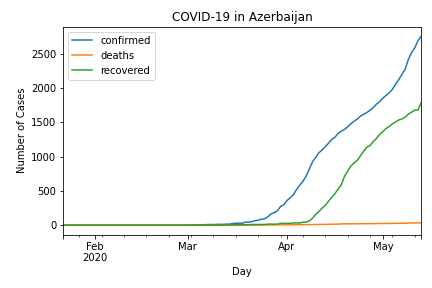 COVID-19 in Azerbaijan
confirmed
deaths
recovered
Number of Cases
2500
2000
1500
1000
500
0
Feb
2020
Mar
Apr
May
Day